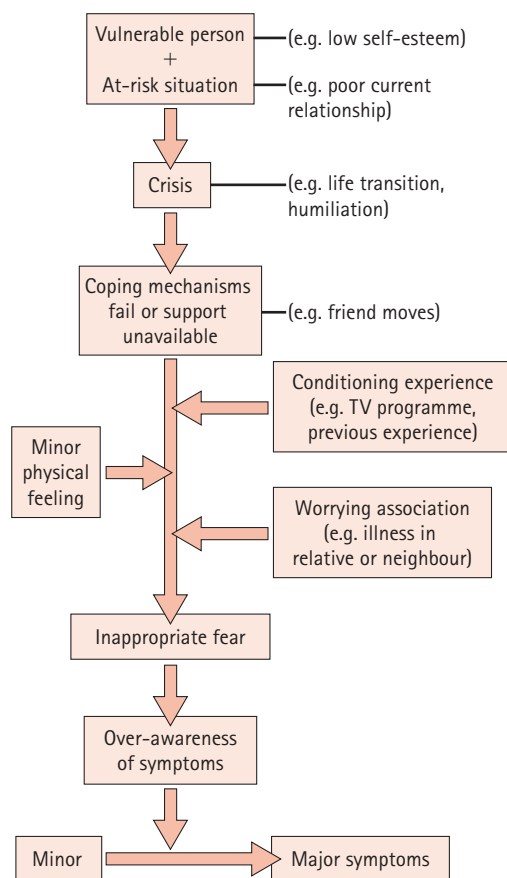 Vulnerable person
+
At-risk situation
(e.g. low self-esteem)
(e.g. poor current
relationship)
Crisis
(e.g. life transition,
humiliation)
Coping mechanisms
fail or support
unavailable
(e.g. friend moves)
Conditioning experience
(e.g. TV programme,
previous experience)
Minor
physical
feeling
Worrying association
(e.g. illness in
relative or neighbour)
Inappropriate fear
Over-awareness
of symptoms
Minor
Major symptoms